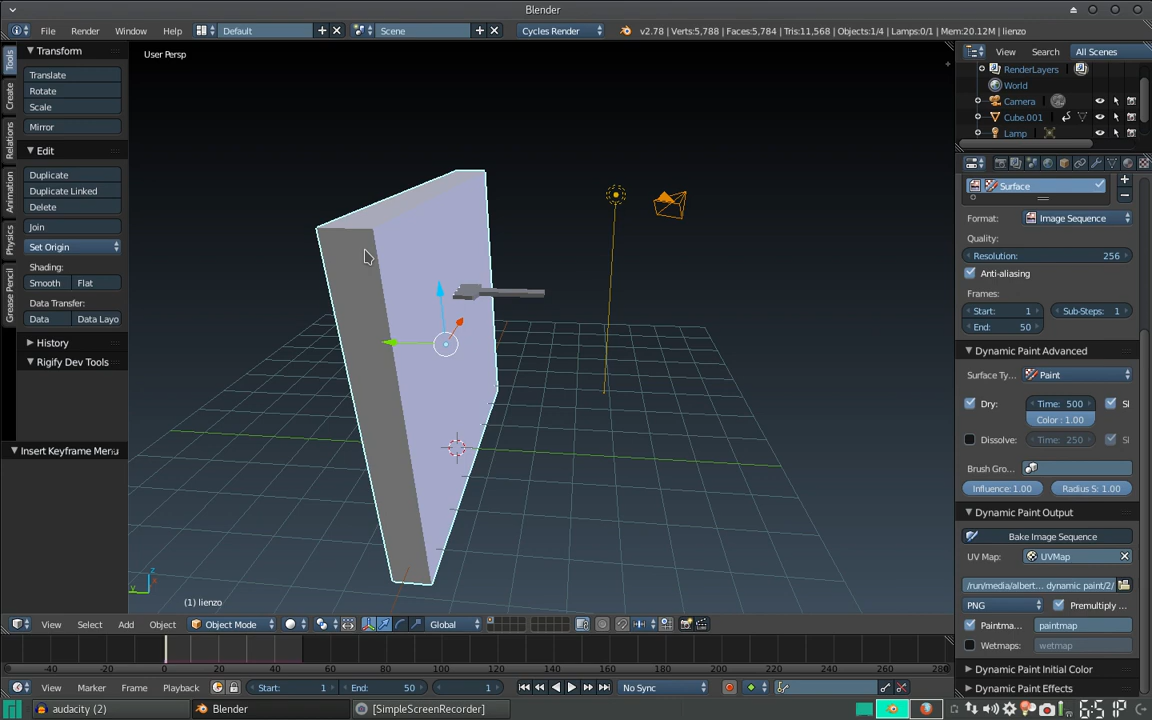 Blender
File Render Window Help Default Scene Cycles Render v2.78 | Verts:5,788 | Faces:5,784 | Tris:11,568 | Objects:1/4 | Lamps:0/1 | Mem:20.12M | lienzo
Tools
Create
Relations
Animation
Physics
Grease Pencil
Transform
Translate
Rotate
Scale
Mirror
Edit
Duplicate
Duplicate Linked
Delete
Join
Set Origin
Shading:
Smooth Flat
Data Transfer:
Data Data Layo
History
Rigify Dev Tools
Insert Keyframe Menu
User Persp
(1) lienzo
View Search All Scenes
RenderLayers
World
Camera
Cube.001
Lamp
Surface
Format: Image Sequence
Quality:
Resolution: 256
Anti-aliasing
Frames:
Start: 1 Sub-Steps: 1
End: 50
Dynamic Paint Advanced
Surface Ty... Paint
Dry: Time: 500 Sl
Color : 1.00
Dissolve: Time: 250 Sl
Brush Gro...
Influence: 1.00 Radius S: 1.00
Dynamic Paint Output
Bake Image Sequence
UV Map: UVMap
/run/media/albert... dynamic paint/2/
PNG Premultiply ...
Paintma... paintmap
Wetmaps: wetmap
Dynamic Paint Initial Color
Dynamic Paint Effects
View Select Add Object Object Mode Global
-40 -20 0 20 40 60 80 100 120 140 160 180 200 220 240 260 280
View Marker Frame Playback Start: 1 End: 50 1 No Sync
audacity (2) Blender [SimpleScreenRecorder]